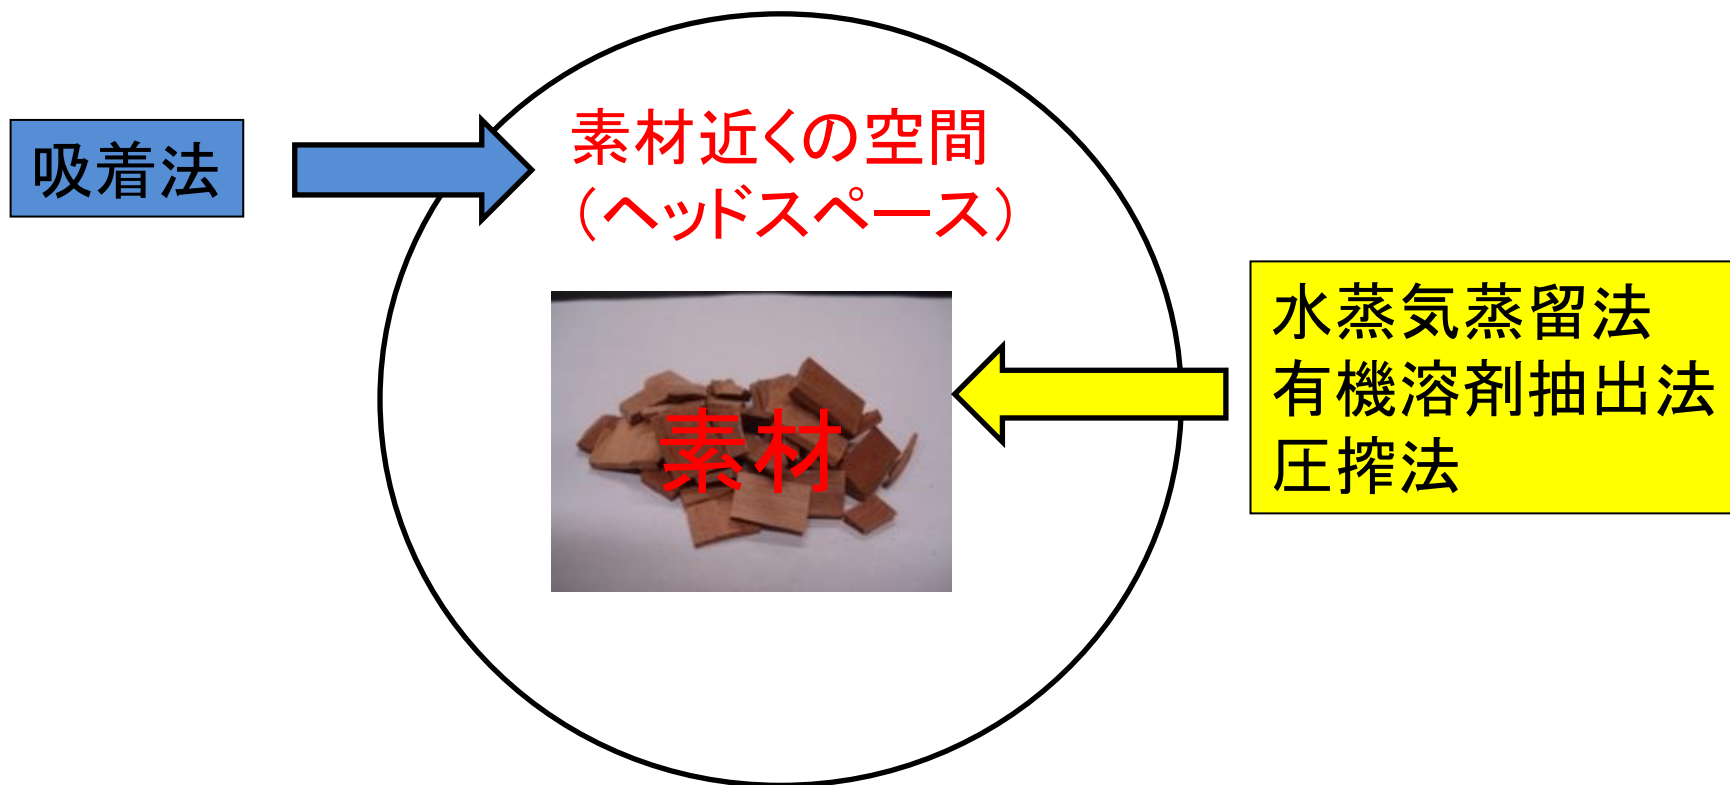 吸着法
素材近くの空間
（ヘッドスペース）
素材
水蒸気蒸留法
有機溶剤抽出法
圧搾法